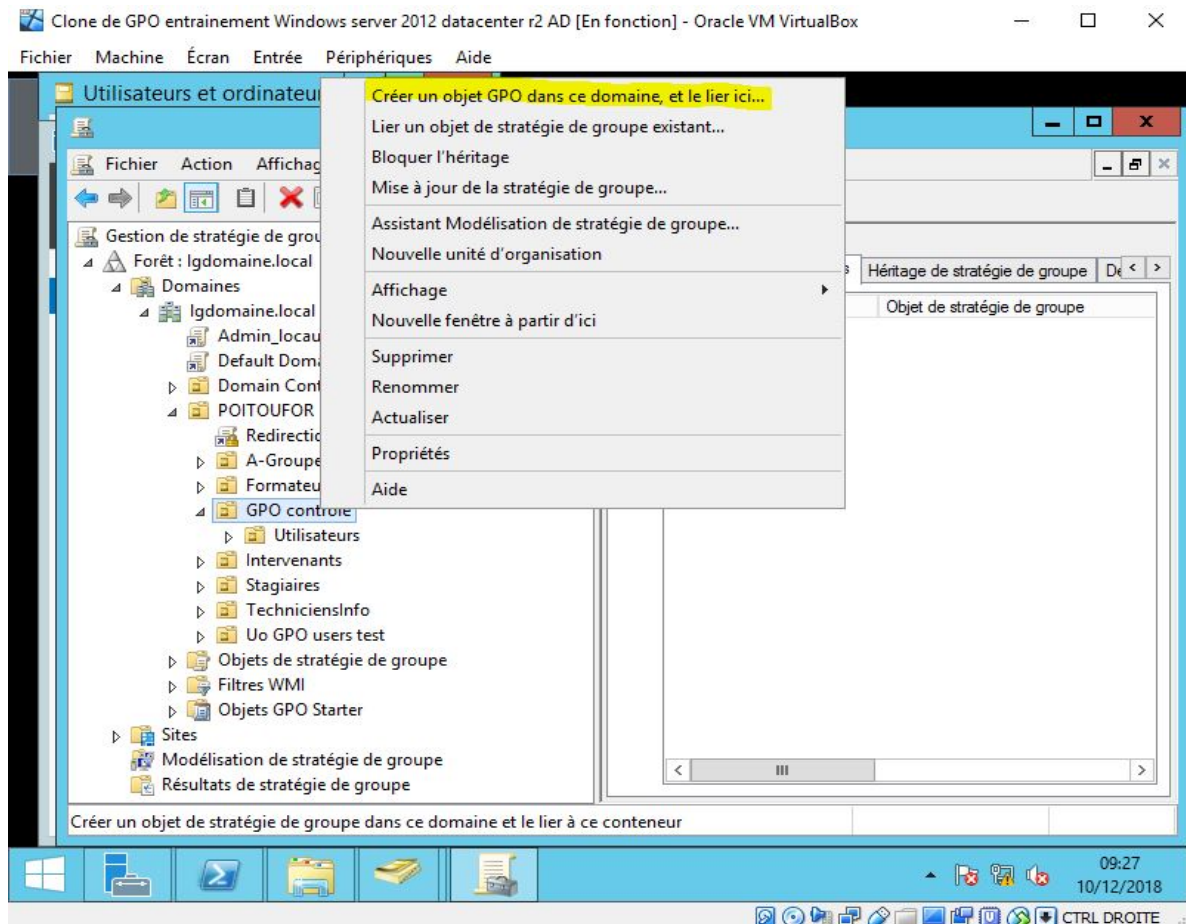 Clone de GPO entrainement Windows server 2012 datacenter r2 AD [En fonction] - Oracle VM VirtualBox
Fichier Machine Écran Entrée Périphériques Aide
Utilisateurs et ordinateu
Fichier Action Affichag
Créer un objet GPO dans ce domaine, et le lier ici...
Lier un objet de stratégie de groupe existant...
Bloquer l'héritage
Mise à jour de la stratégie de groupe...
Assistant Modélisation de stratégie de groupe...
Nouvelle unité d'organisation
Affichage
Nouvelle fenêtre à partir d'ici
Supprimer
Renommer
Actualiser
Propriétés
Aide
Gestion de stratégie de grou
Forêt : lgdomaine.local
Domaines
lgdomaine.local
Admin_locau
Default Doma
Domain Cont
POITOUFOR
Redirectio
A-Groupe
Formateu
GPO controle
Utilisateurs
Intervenants
Stagiaires
TechniciensInfo
Uo GPO users test
Objets de stratégie de groupe
Filtres WMI
Objets GPO Starter
Sites
Modélisation de stratégie de groupe
Résultats de stratégie de groupe
s Héritage de stratégie de groupe Dé
Objet de stratégie de groupe
Créer un objet de stratégie de groupe dans ce domaine et le lier à ce conteneur
09:27
10/12/2018
CTRL DROITE